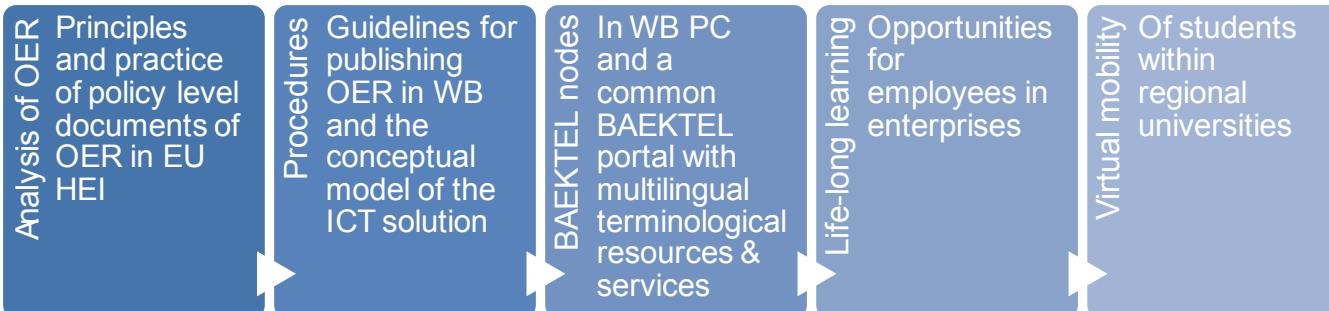 Analysis of OER
Principles
and practice
of policy level
documents of
OER in EU
HEI
Procedures
Guidelines for
publishing
OER in WB
and the
conceptual
model of the
ICT solution
BAEKTEL nodes
In WB PC
and a
common
BAEKTEL
portal with
multilingual
terminological
resources &
services
Life-long learning
Opportunities
for
employees in
enterprises
Virtual mobility
Of students
within
regional
universities